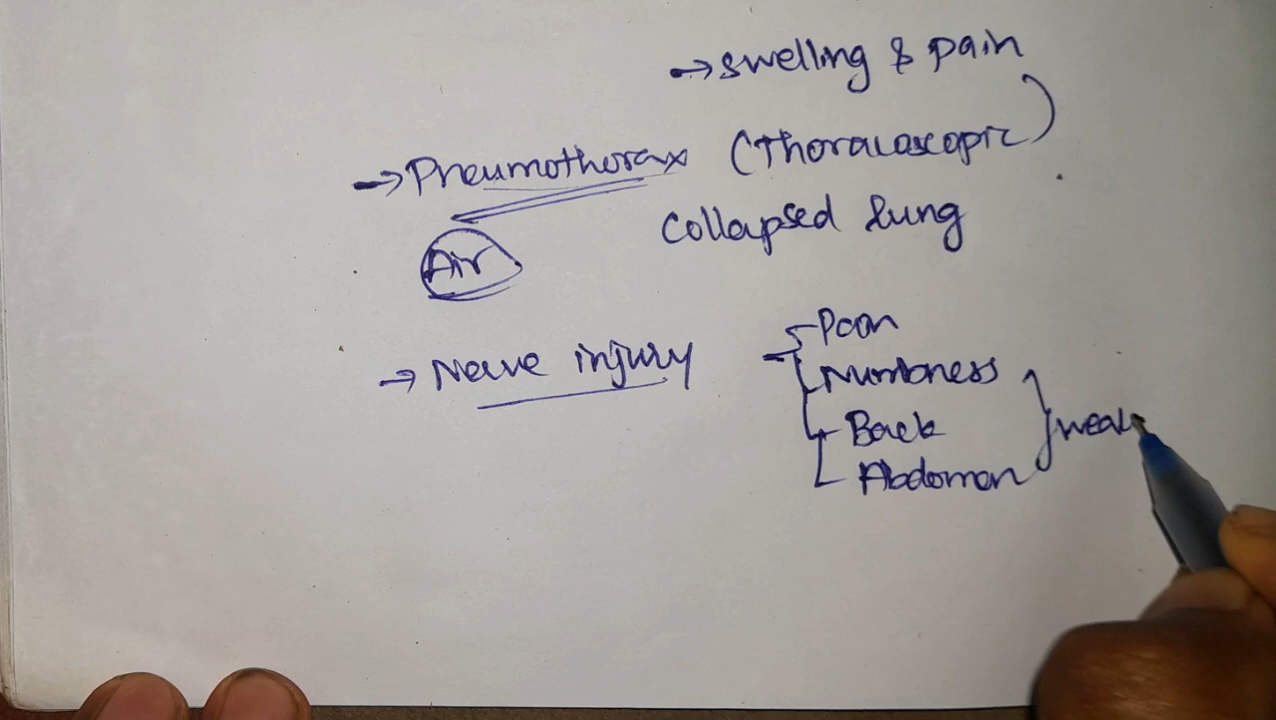 → swelling & pain
→ Pneumothorax (Thoracoscopic)
collapsed lung
Air
→ Nerve injury
Pain
Numbness
Back
Abdomen
weak